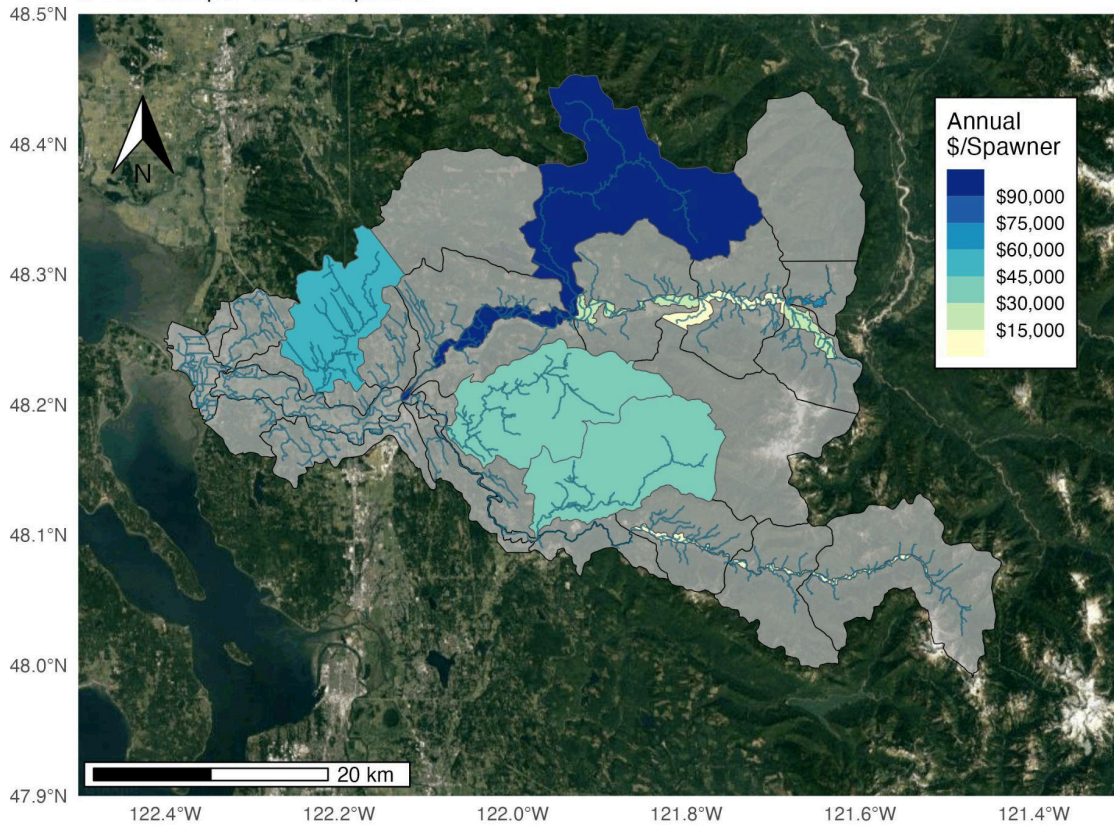 48.5°N
48.4°N
48.3°N
48.2°N
48.1°N
48.0°N
47.9°N
N
Annual
$/Spawner
$90,000
$75,000
$60,000
$45,000
$30,000
$15,000
20 km
122.4°W
122.2°W
122.0°W
121.8°W
121.6°W
121.4°W